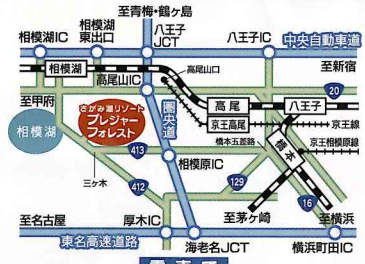 至青梅・鶴ヶ島
相模湖IC
相模湖
東出口
八王子
JCT
八王子IC
中央自動車道
相模湖
高尾山口
至新宿
高尾山IC
20
至甲府
さがみ湖リゾート
プレジャー
フォレスト
圏央道
高尾
八王子
京王高尾
京王線
相模湖
橋本五差路
橋本
京王相模原線
413
相模原IC
三ヶ木
412
129
16
至名古屋
厚木IC
至茅ヶ崎
至横浜
東名高速道路
海老名JCT
横浜町田IC